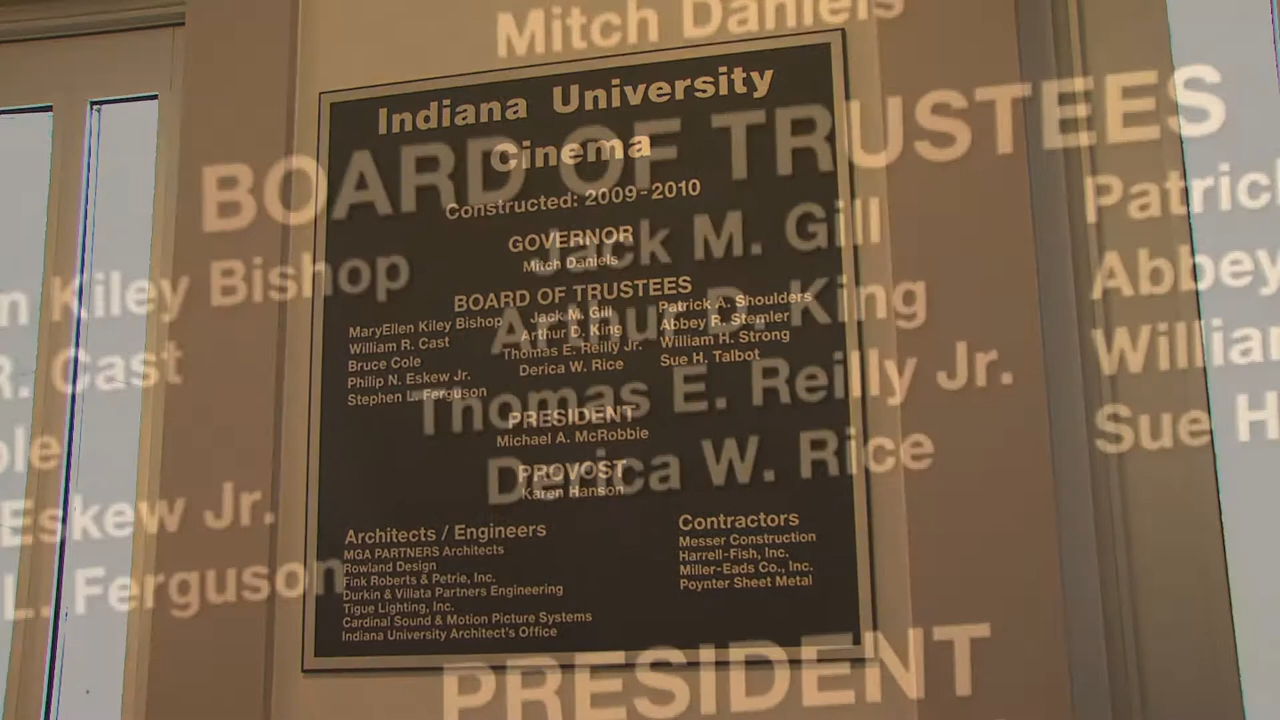 Mitch Daniels
BOARD OF TRUSTEES
Jack M. Gill
Arthur D. King
Thomas E. Reilly Jr.
Derica W. Rice
Kiley Bishop
R. Cast
Eskew Jr.
L. Ferguson
Patrick
Abbey
Sue H
PRESIDENT
Indiana University
Cinema
Constructed: 2009-2010
GOVERNOR
Mitch Daniels
BOARD OF TRUSTEES
MaryEllen Kiley Bishop
William R. Cast
Bruce Cole
Philip N. Eskew Jr.
Stephen L. Ferguson
Jack M. Gill
Arthur D. King
Thomas E. Reilly Jr.
Derica W. Rice
Patrick A. Shoulders
Abbey R. Stemler
William H. Strong
Sue H. Talbot
PRESIDENT
Michael A. McRobbie
PROVOST
Karen Hanson
Architects / Engineers
MGA PARTNERS Architects
Rowland Design
Fink Roberts & Petrie, Inc.
Durkin & Villata Partners Engineering
Tigue Lighting, Inc.
Cardinal Sound & Motion Picture Systems
Indiana University Architect's Office
Contractors
Messer Construction
Harrell-Fish, Inc.
Miller-Eads Co., Inc.
Poynter Sheet Metal